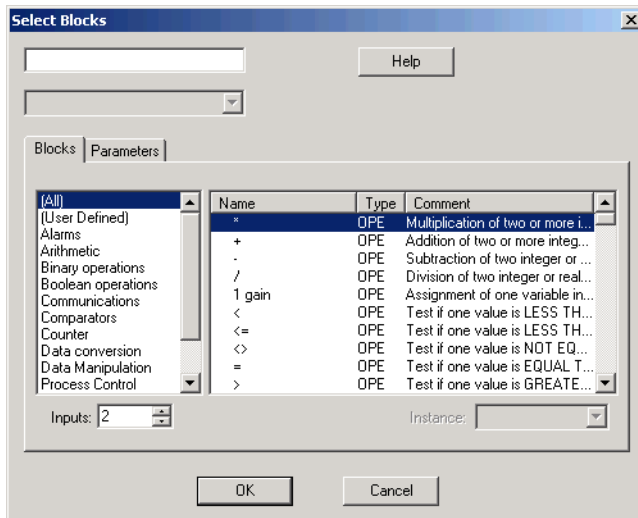 Select Blocks
Help
Blocks
Parameters
(All)
(User Defined)
Alarms
Arithmetic
Binary operations
Boolean operations
Communications
Comparators
Counter
Data conversion
Data Manipulation
Process Control
Name Type Comment
* OPE Multiplication of two or more i...
+ OPE Addition of two or more integ...
- OPE Subtraction of two integer or ...
/ OPE Division of two integer or real...
1 gain OPE Assignment of one variable in...
< OPE Test if one value is LESS TH...
<= OPE Test if one value is LESS TH...
<> OPE Test if one value is NOT EQ...
= OPE Test if one value is EQUAL T...
> OPE Test if one value is GREATE...
Inputs: 2
Instance:
OK
Cancel